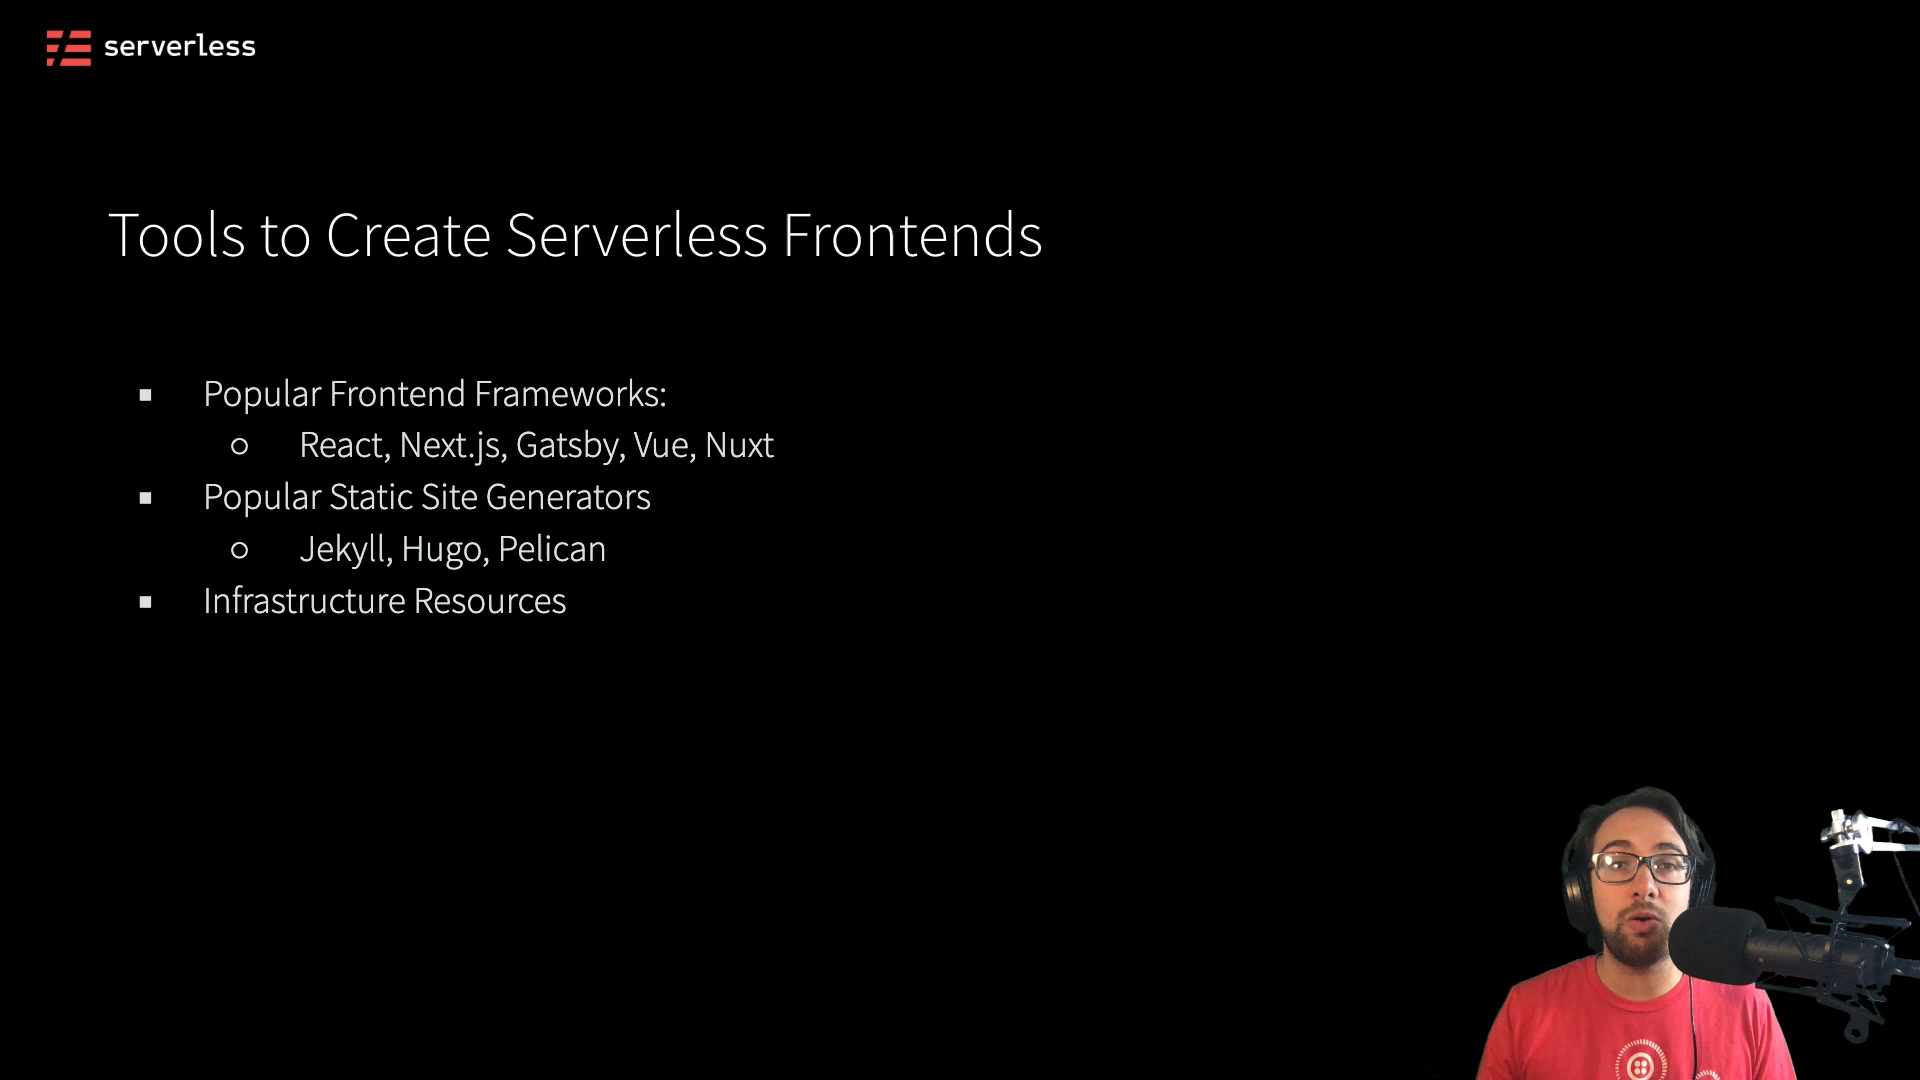 serverless
Tools to Create Serverless Frontends
Popular Frontend Frameworks:
React, Next.js, Gatsby, Vue, Nuxt
Popular Static Site Generators
Jekyll, Hugo, Pelican
Infrastructure Resources